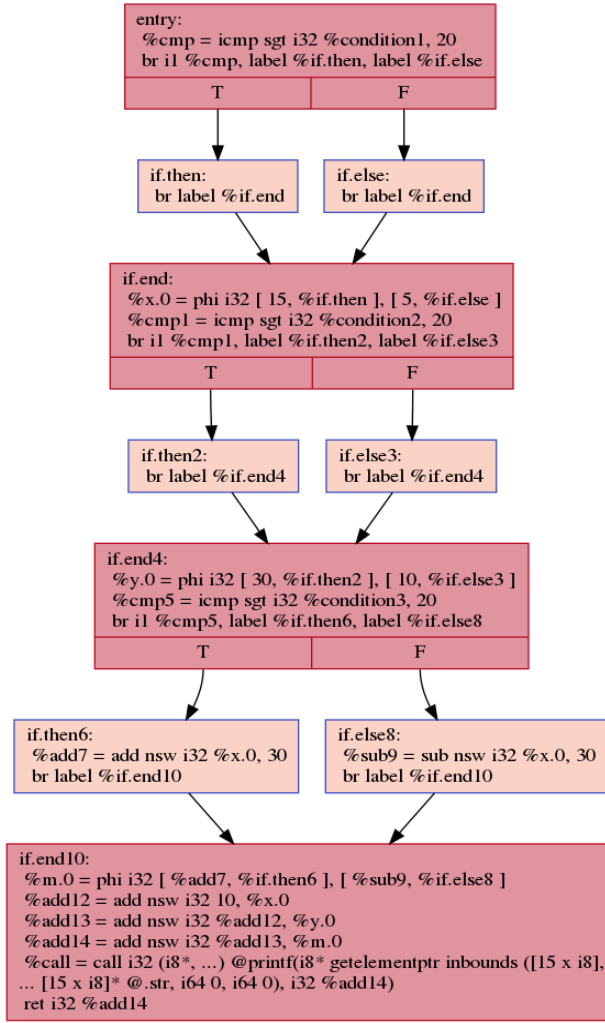 entry:
%cmp = icmp sgt i32 %condition1, 20
br i1 %cmp, label %if.then, label %if.else
T F
if.then:
br label %if.end
if.else:
br label %if.end
if.end:
%x.0 = phi i32 [ 15, %if.then ], [ 5, %if.else ]
%cmp1 = icmp sgt i32 %condition2, 20
br i1 %cmp1, label %if.then2, label %if.else3
T F
if.then2:
br label %if.end4
if.else3:
br label %if.end4
if.end4:
%y.0 = phi i32 [ 30, %if.then2 ], [ 10, %if.else3 ]
%cmp5 = icmp sgt i32 %condition3, 20
br i1 %cmp5, label %if.then6, label %if.else8
T F
if.then6:
%add7 = add nsw i32 %x.0, 30
br label %if.end10
if.else8:
%sub9 = sub nsw i32 %x.0, 30
br label %if.end10
if.end10:
%m.0 = phi i32 [ %add7, %if.then6 ], [ %sub9, %if.else8 ]
%add12 = add nsw i32 10, %x.0
%add13 = add nsw i32 %add12, %y.0
%add14 = add nsw i32 %add13, %m.0
%call = call i32 (i8*, ...) @printf(i8* getelementptr inbounds ([15 x i8],
... [15 x i8]* @.str, i64 0, i64 0), i32 %add14)
ret i32 %add14